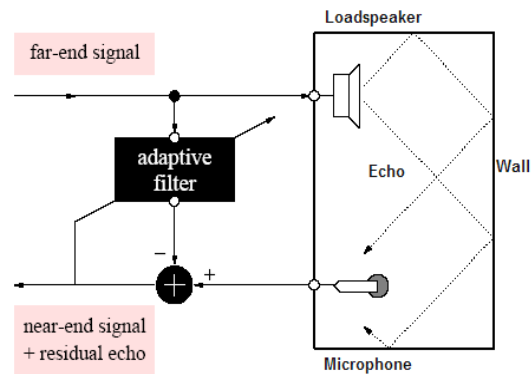 Loadspeaker
far-end signal
adaptive
filter
Echo
Wall
−
+
+
near-end signal
+ residual echo
Microphone